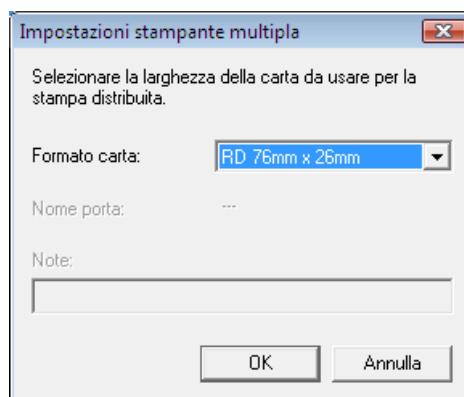 Impostazioni stampante multipla
Selezionare la larghezza della carta da usare per la
stampa distribuita.
Formato carta: RD 76mm x 26mm
Nome porta: ---
Note:
OK Annulla